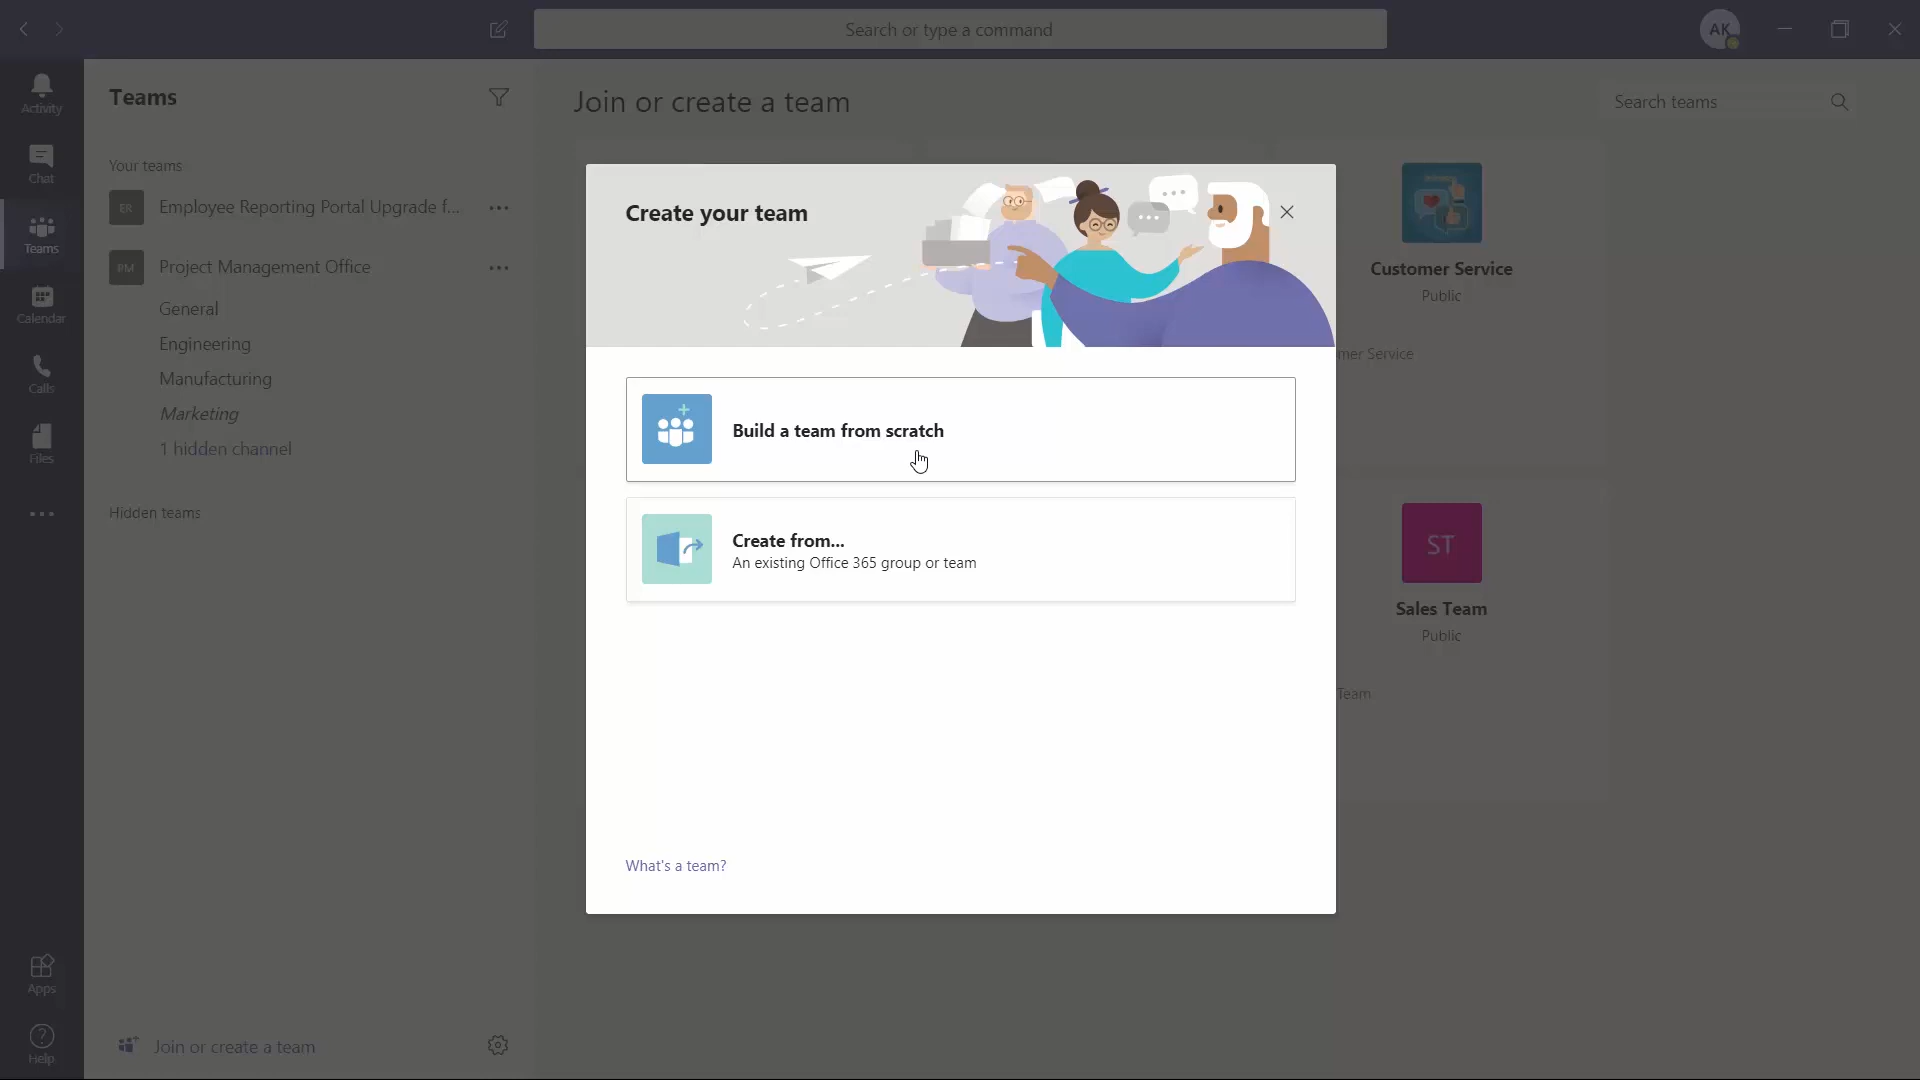 Search or type a command
AK
Activity
Chat
Teams
Calendar
Calls
Files
Apps
Help
Teams
Your teams
ER
Employee Reporting Portal Upgrade f...
PM
Project Management Office
General
Engineering
Manufacturing
Marketing
1 hidden channel
Hidden teams
Join or create a team
Join or create a team
Search teams
Customer Service
Public
mer Service
ST
Sales Team
Public
Team
Create your team
Build a team from scratch
Create from...
An existing Office 365 group or team
What's a team?